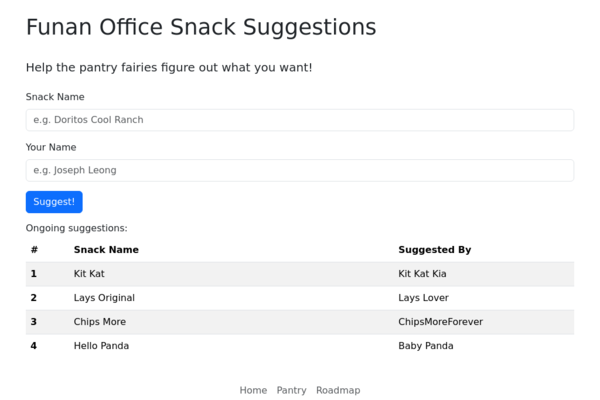 Funan Office Snack Suggestions
Help the pantry fairies figure out what you want!
Snack Name
e.g. Doritos Cool Ranch
Your Name
e.g. Joseph Leong
Suggest!
Ongoing suggestions:
# Snack Name Suggested By
1 Kit Kat Kit Kat Kia
2 Lays Original Lays Lover
3 Chips More ChipsMoreForever
4 Hello Panda Baby Panda
Home Pantry Roadmap